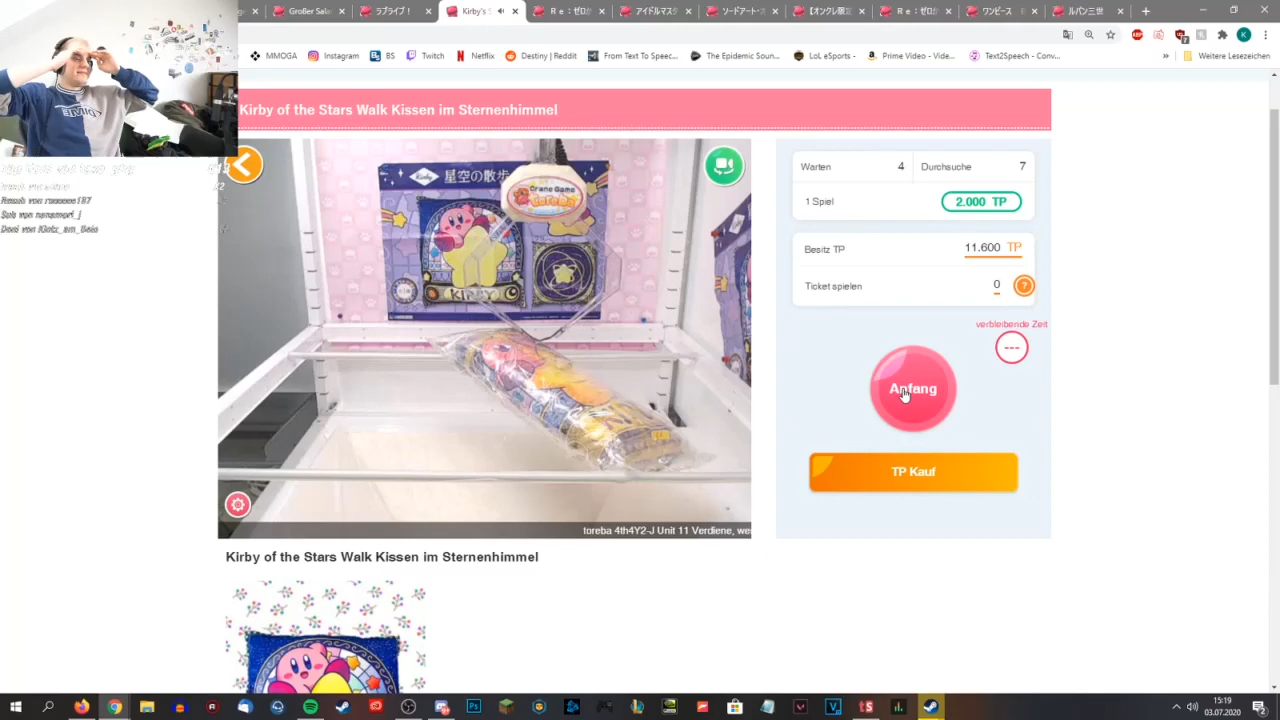 Großer Sala
ラブライブ！
Kirby's S
Ｒｅ：ゼロか
アイドルマスタ
ソードアート・ス
【オンクレ限定
Ｒｅ：ゼロか
ワンピース ド
ルパン三世
MMOGA
Instagram
BS
Twitch
Netflix
Destiny | Reddit
From Text To Speec...
The Epidemic Soun...
LoL eSports -
Prime Video - Vide...
Text2Speech - Conv...
Weitere Lesezeichen
Kirby of the Stars Walk Kissen im Sternenhimmel
星空の散歩
Crane Game
toreba
KIRBY
Warten 4
Durchsuche 7
1 Spiel 2.000 TP
Besitz TP 11.600 TP
Ticket spielen 0 ?
verbleibende Zeit
---
Anfang
TP Kauf
toreba 4th4Y2-J Unit 11 Verdiene, we
Kirby of the Stars Walk Kissen im Sternenhimmel
15:19
03.07.2020